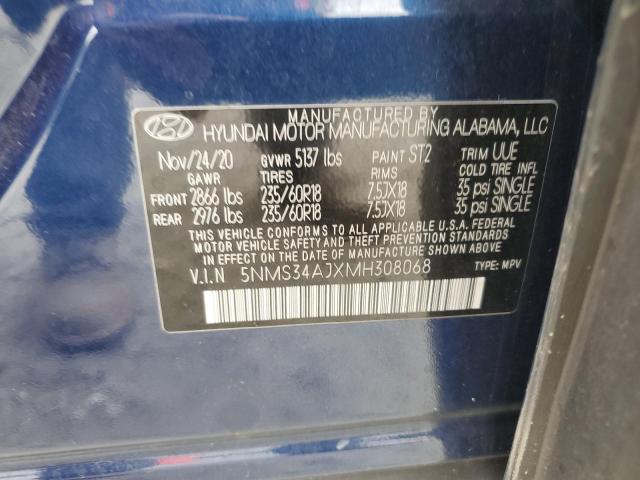 MANUFACTURED BY
HYUNDAI MOTOR MANUFACTURING ALABAMA, LLC
Nov/24/20 GVWR 5137 lbs PAINT ST2 TRIM UUE
GAWR TIRES RIMS COLD TIRE INFL
FRONT 2866 lbs 235/60R18 7.5JX18 35 psi SINGLE
REAR 2976 lbs 235/60R18 7.5JX18 35 psi SINGLE
THIS VEHICLE CONFORMS TO ALL APPLICABLE U.S.A. FEDERAL
MOTOR VEHICLE SAFETY AND THEFT PREVENTION STANDARDS
IN EFFECT ON THE DATE OF MANUFACTURE SHOWN ABOVE.
V.I.N 5NMS34AJXMH308068 TYPE: MPV